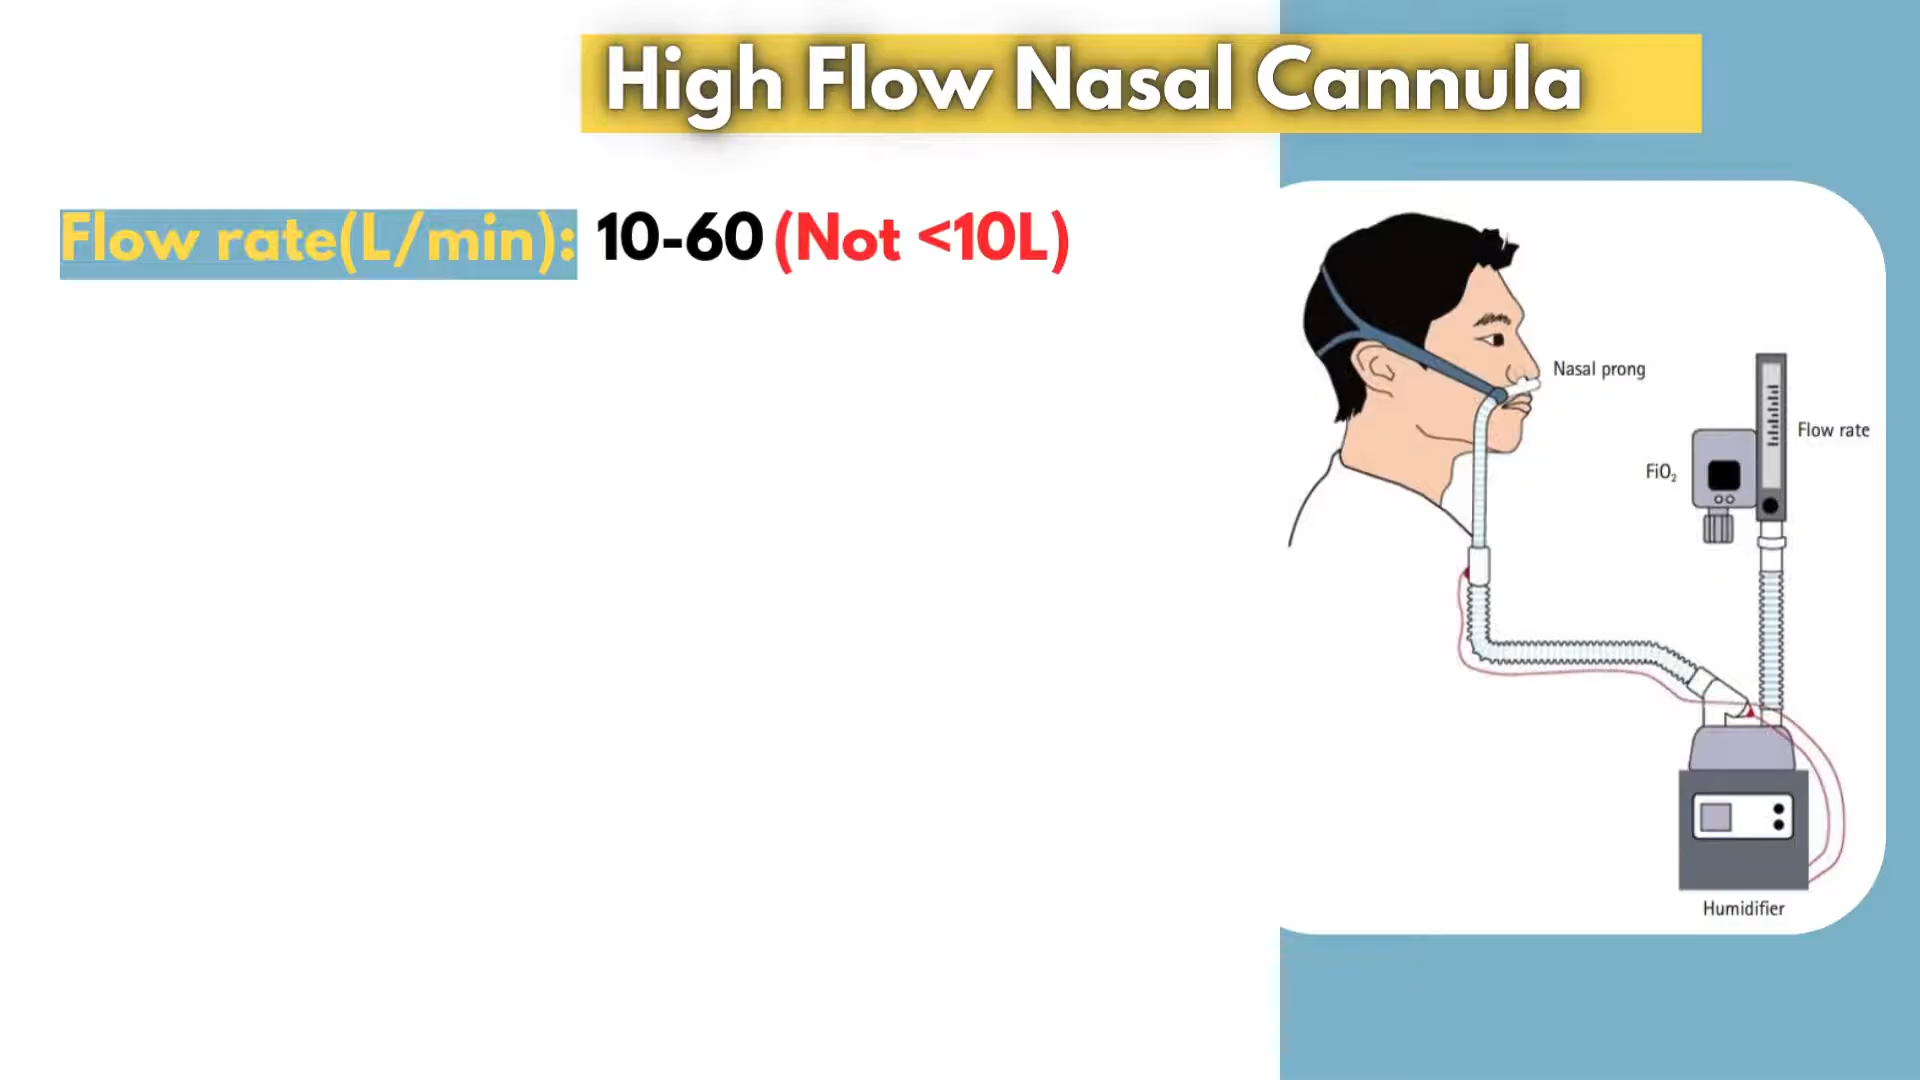 High Flow Nasal Cannula
Flow rate(L/min): 10-60 (Not <10L)
Nasal prong
Flow rate
FiO₂
Humidifier